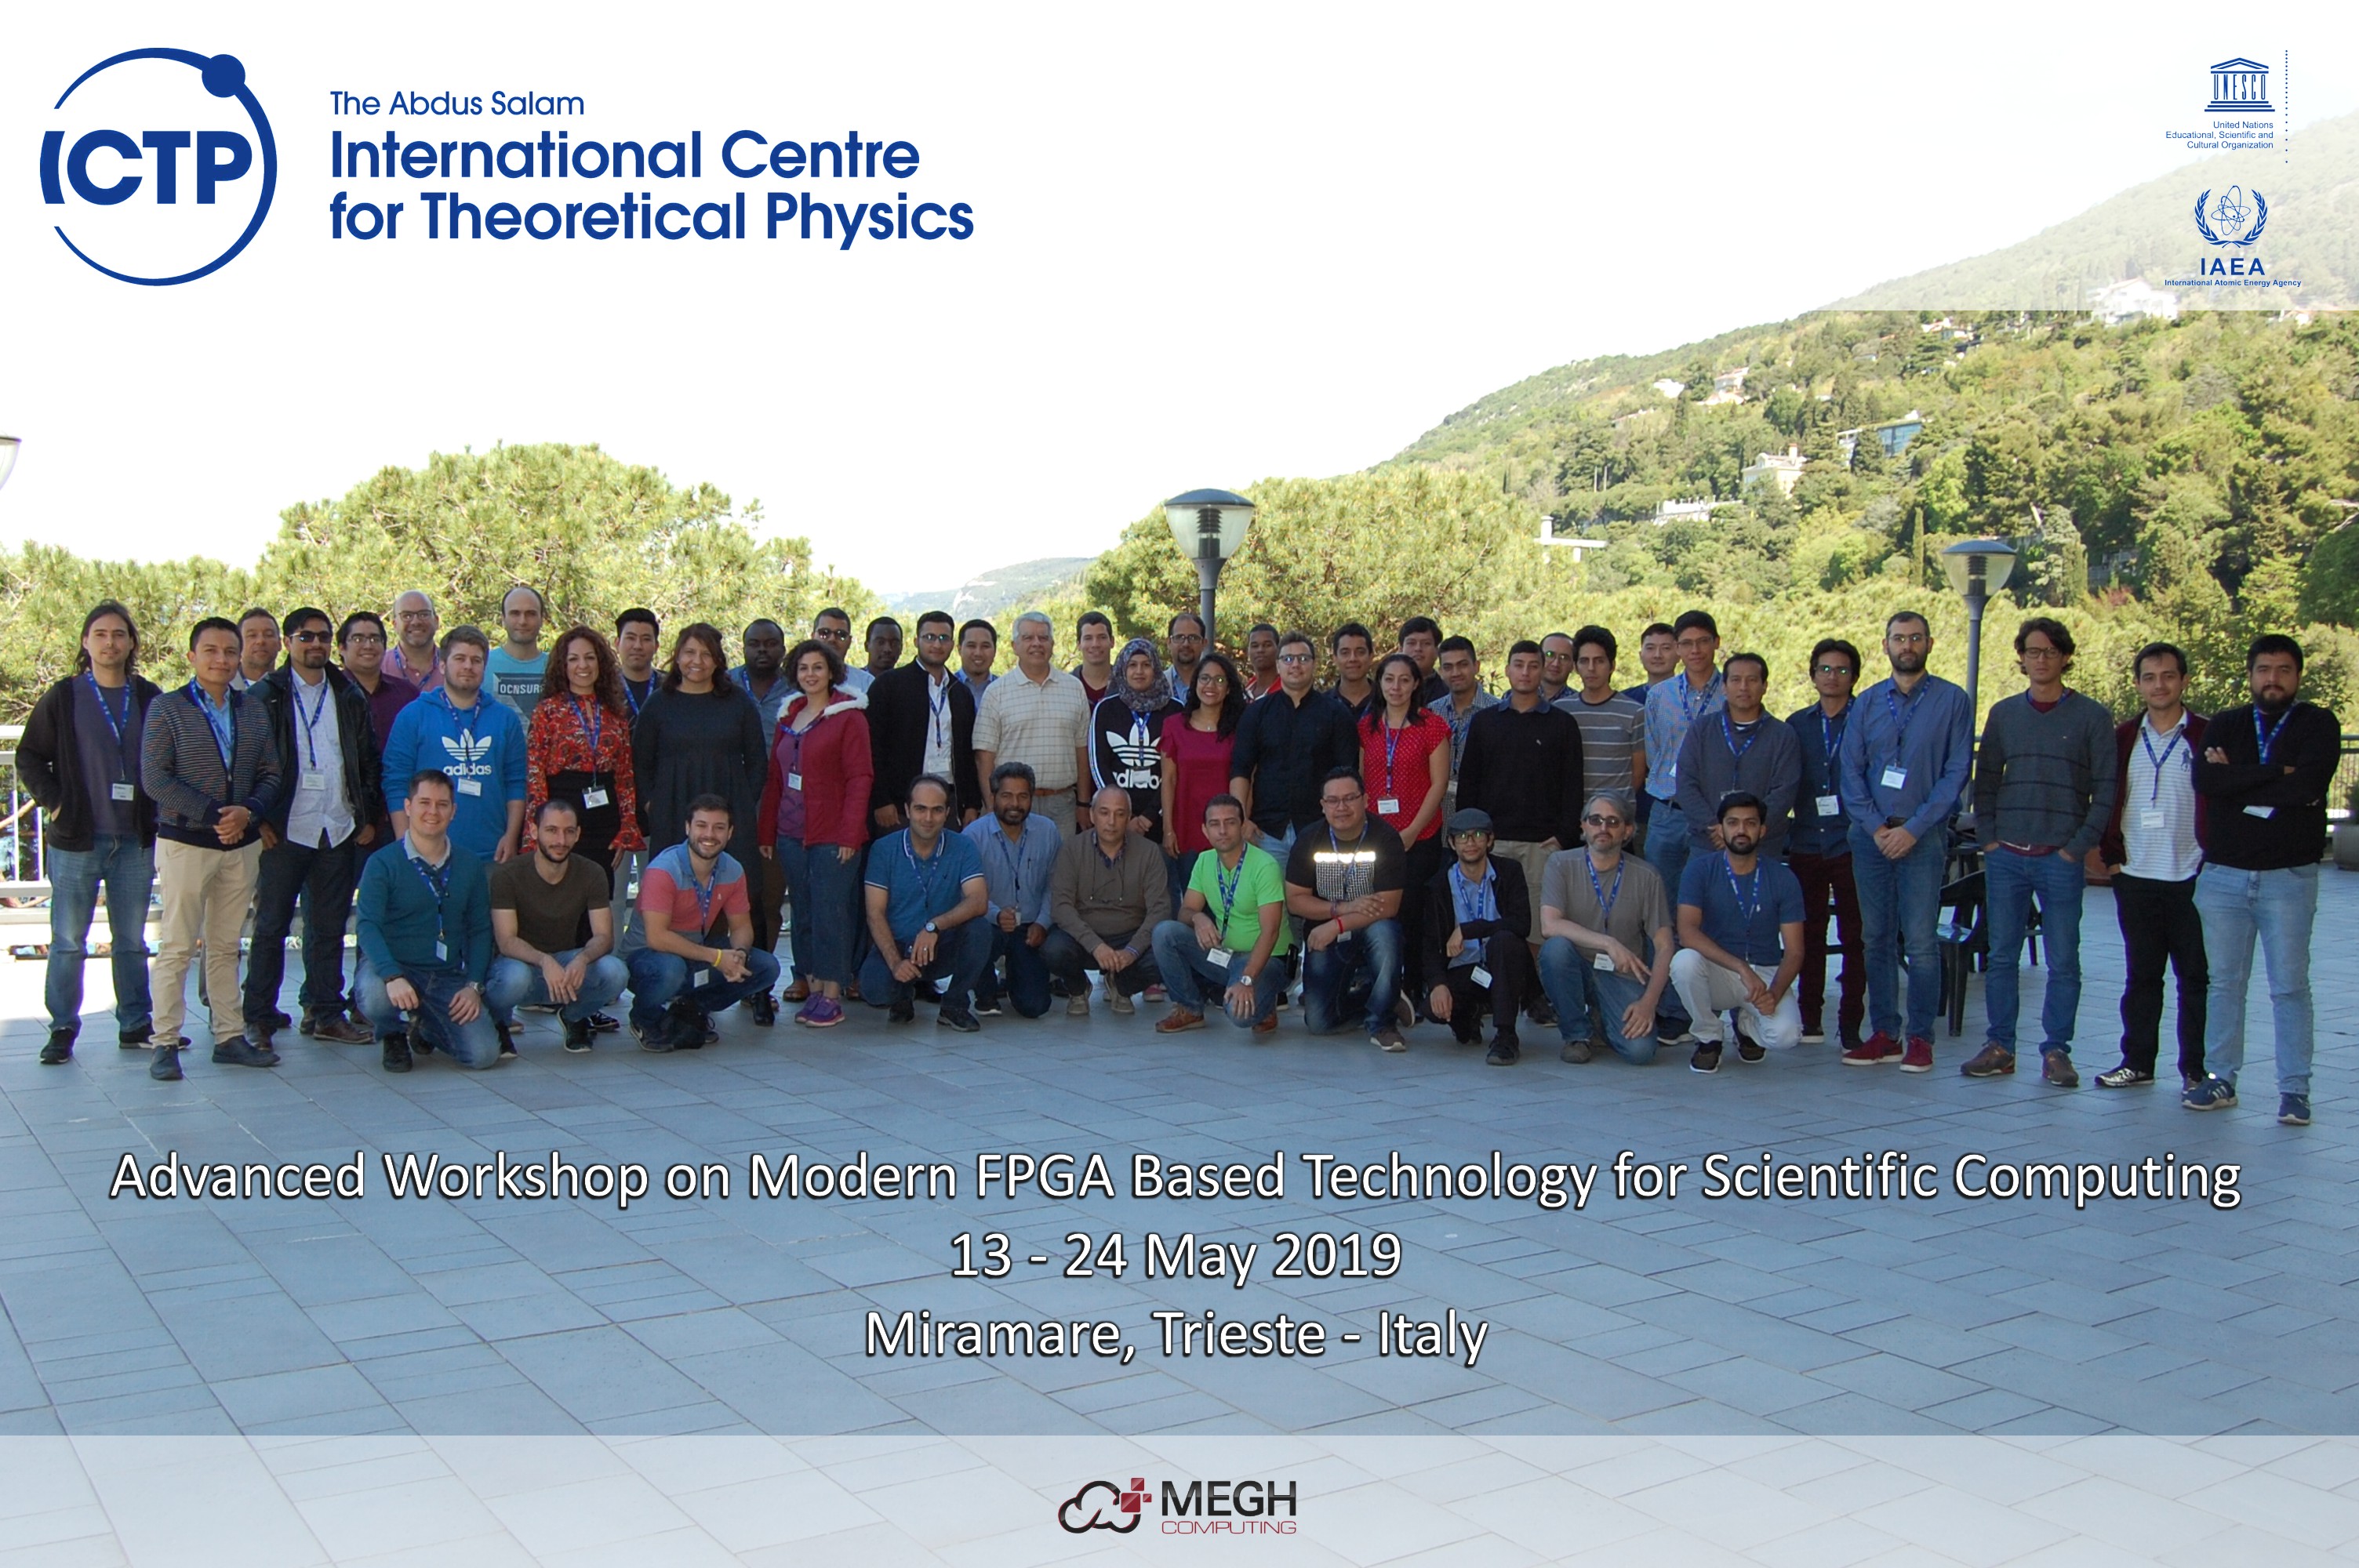 ICTP
The Abdus Salam
International Centre
for Theoretical Physics
UNESCO
United Nations
Educational, Scientific and
Cultural Organization
IAEA
International Atomic Energy Agency
adidas
Advanced Workshop on Modern FPGA Based Technology for Scientific Computing
13 - 24 May 2019
Miramare, Trieste - Italy
MEGH
COMPUTING